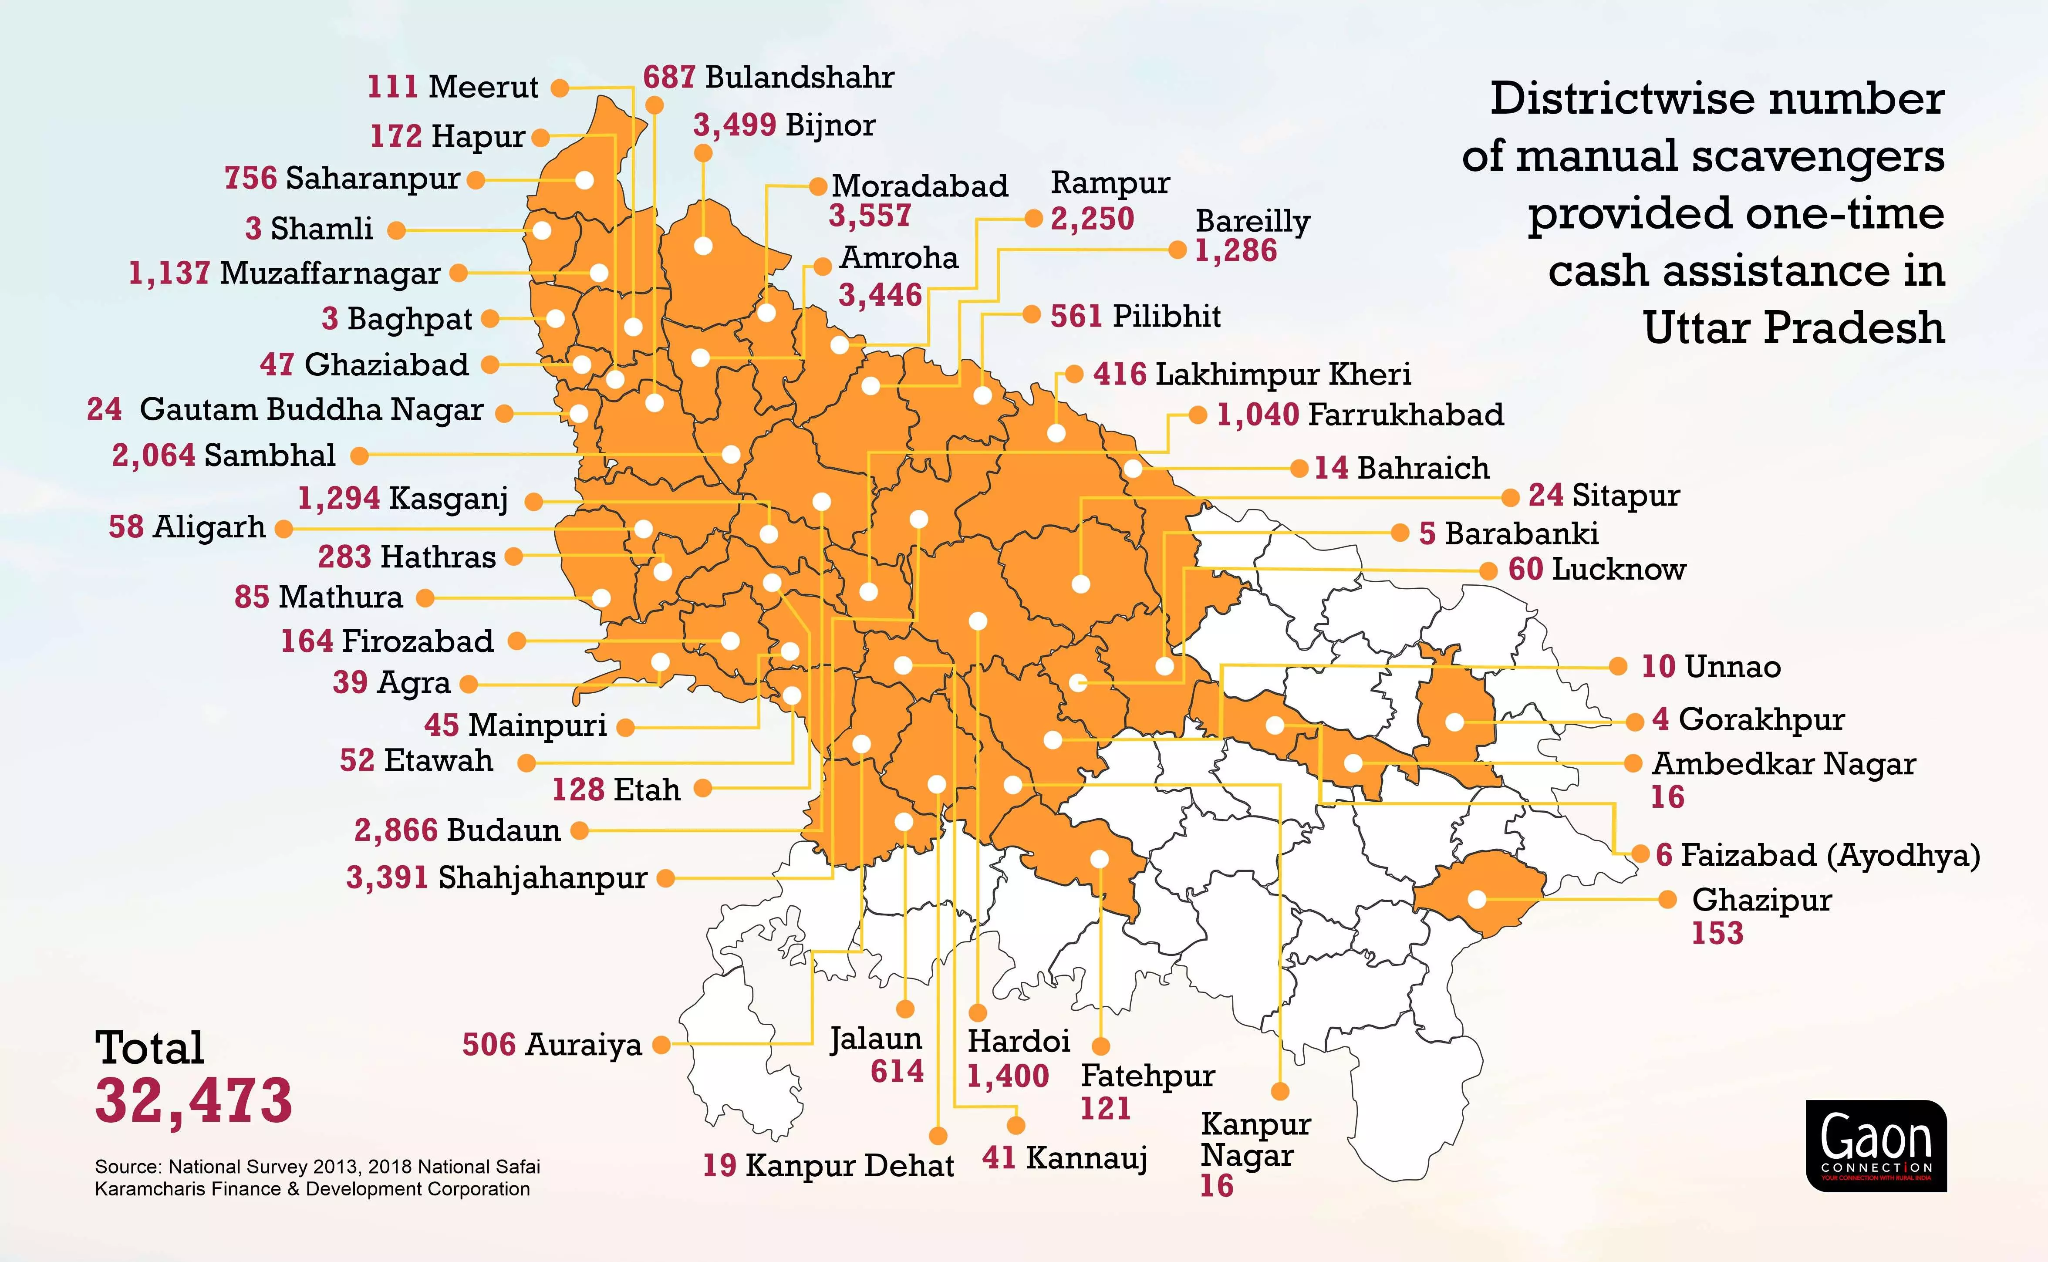 Districtwise number
of manual scavengers
provided one-time
cash assistance in
Uttar Pradesh
111 Meerut
172 Hapur
756 Saharanpur
3 Shamli
1,137 Muzaffarnagar
3 Baghpat
47 Ghaziabad
24 Gautam Buddha Nagar
2,064 Sambhal
1,294 Kasganj
58 Aligarh
283 Hathras
85 Mathura
164 Firozabad
39 Agra
45 Mainpuri
52 Etawah
128 Etah
2,866 Budaun
3,391 Shahjahanpur
506 Auraiya
687 Bulandshahr
3,499 Bijnor
Moradabad
3,557
Amroha
3,446
Rampur
2,250
Bareilly
1,286
561 Pilibhit
416 Lakhimpur Kheri
1,040 Farrukhabad
14 Bahraich
24 Sitapur
5 Barabanki
60 Lucknow
10 Unnao
4 Gorakhpur
Ambedkar Nagar
16
6 Faizabad (Ayodhya)
Ghazipur
153
Jalaun
614
Hardoi
1,400
Fatehpur
121
Kanpur
Nagar
16
19 Kanpur Dehat
41 Kannauj
Total
32,473
Source: National Survey 2013, 2018 National Safai
Karamcharis Finance & Development Corporation
Gaon
CONNECTiON
YOUR CONNECTION WITH RURAL INDIA